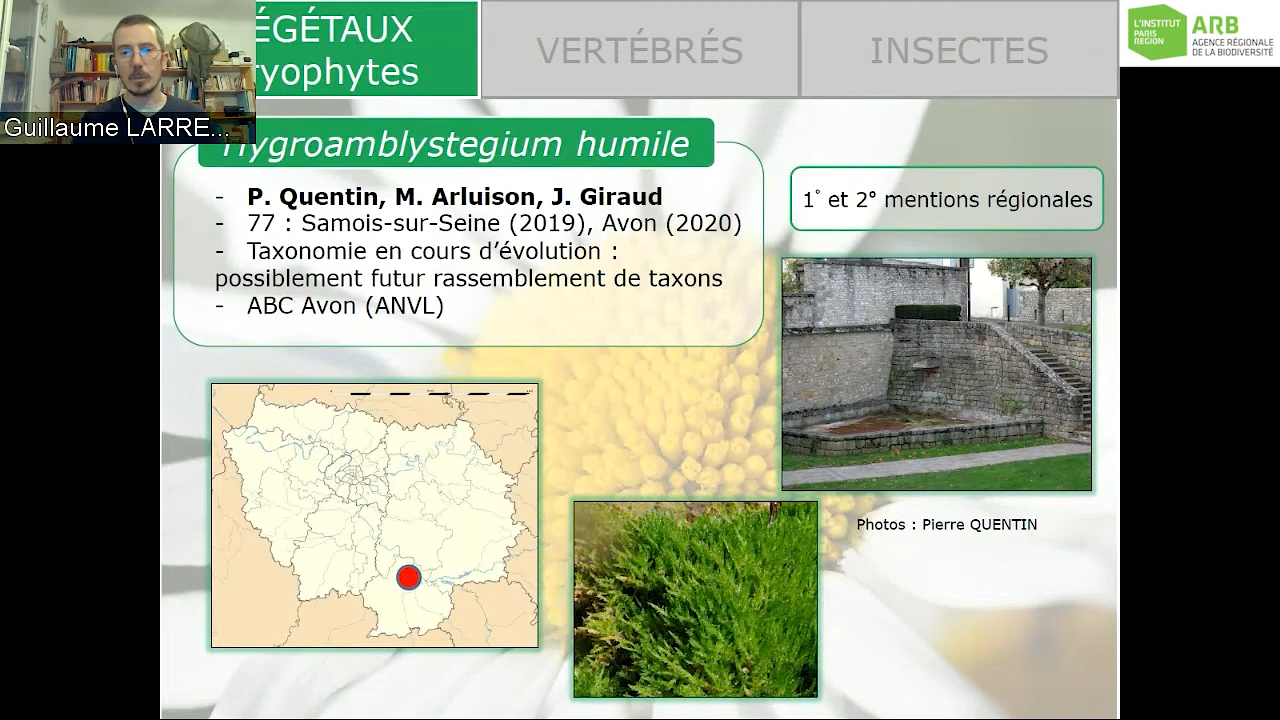 ÉGÉTAUX
ryophytes
VERTÉBRÉS
INSECTES
L'INSTITUT
PARIS
REGION
ARB
AGENCE RÉGIONALE
DE LA BIODIVERSITÉ
Guillaume LARRE...
Hygroamblystegium humile
- P. Quentin, M. Arluison, J. Giraud
- 77 : Samois-sur-Seine (2019), Avon (2020)
- Taxonomie en cours d’évolution :
possiblement futur rassemblement de taxons
- ABC Avon (ANVL)
1° et 2° mentions régionales
Photos : Pierre QUENTIN